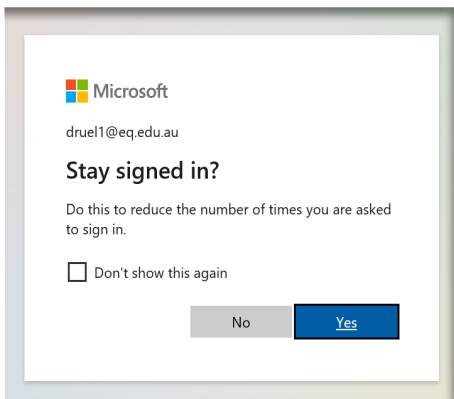 Microsoft
druel1@eq.edu.au
Stay signed in?
Do this to reduce the number of times you are asked
to sign in.
Don't show this again
No
Yes